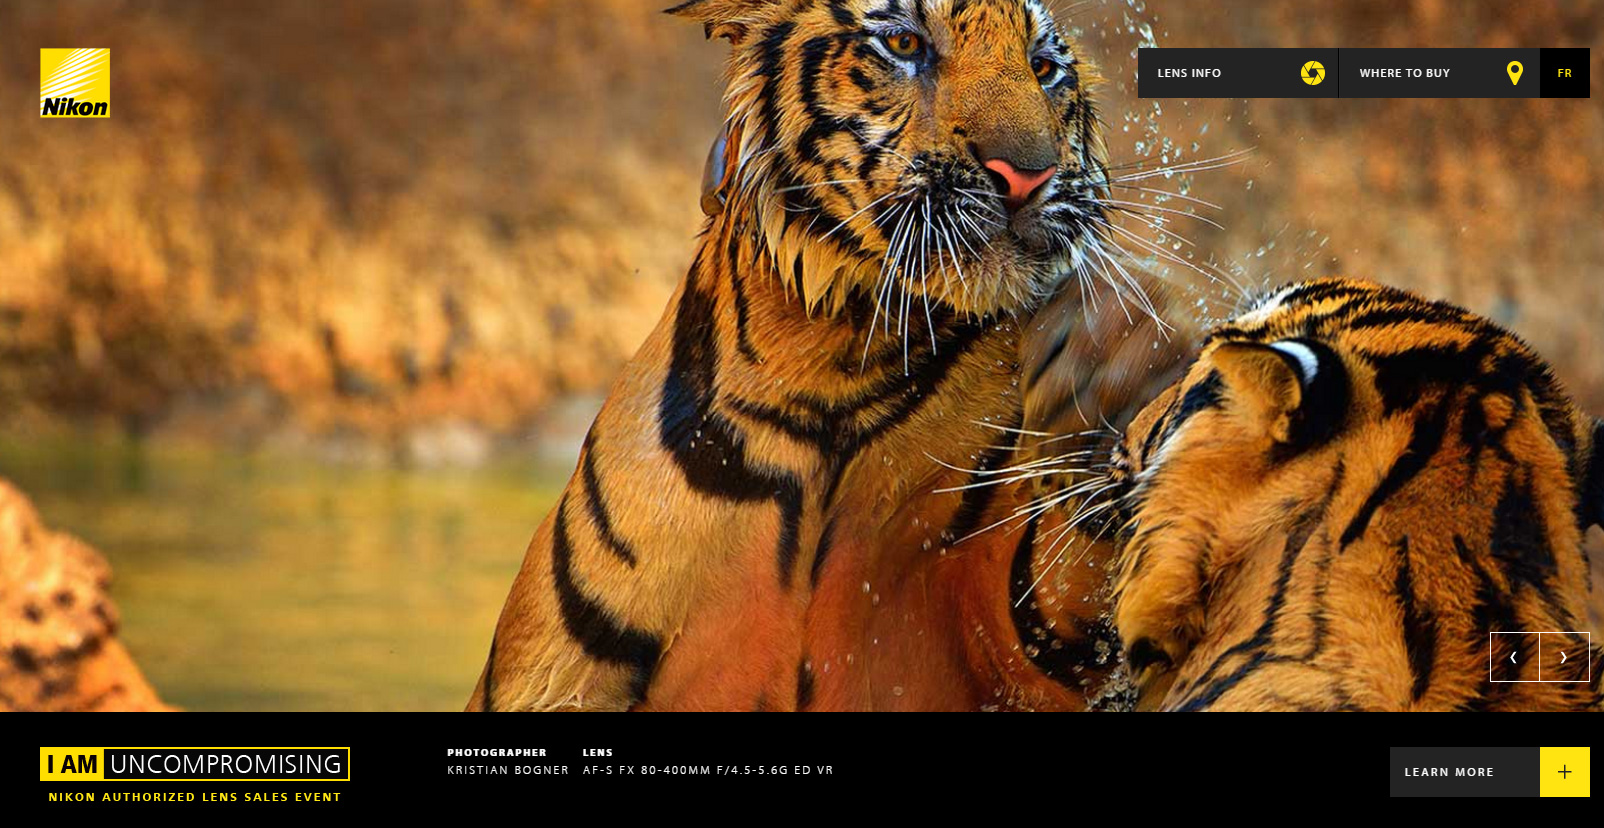 Nikon
LENS INFO
WHERE TO BUY
FR
I AM UNCOMPROMISING
NIKON AUTHORIZED LENS SALES EVENT
PHOTOGRAPHER
KRISTIAN BOGNER
LENS
AF-S FX 80-400MM F/4.5-5.6G ED VR
LEARN MORE